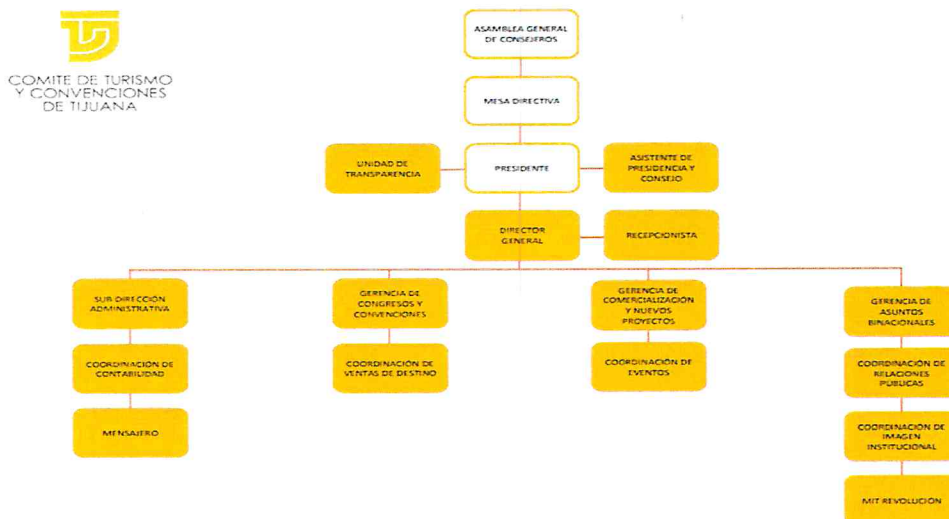 COMITE DE TURISMO
Y CONVENCIONES
DE TIJUANA
ASAMBLEA GENERAL
DE CONSEJEROS
MESA DIRECTIVA
UNIDAD DE
TRANSPARENCIA
PRESIDENTE
ASISTENTE DE
PRESIDENCIA Y
CONSEJO
DIRECTOR
GENERAL
RECEPCIONISTA
SUB DIRECCIÓN
ADMINISTRATIVA
GERENCIA DE
CONGRESOS Y
CONVENCIONES
GERENCIA DE
COMERCIALIZACIÓN
Y NUEVOS
PROYECTOS
GERENCIA DE
ASUNTOS
BINACIONALES
COORDINACIÓN DE
CONTABILIDAD
COORDINACIÓN DE
VENTAS DE DESTINO
COORDINACIÓN DE
EVENTOS
COORDINACIÓN DE
RELACIONES
PÚBLICAS
MENSAJERO
COORDINACIÓN DE
IMAGEN
INSTITUCIONAL
MIT REVOLUCIÓN